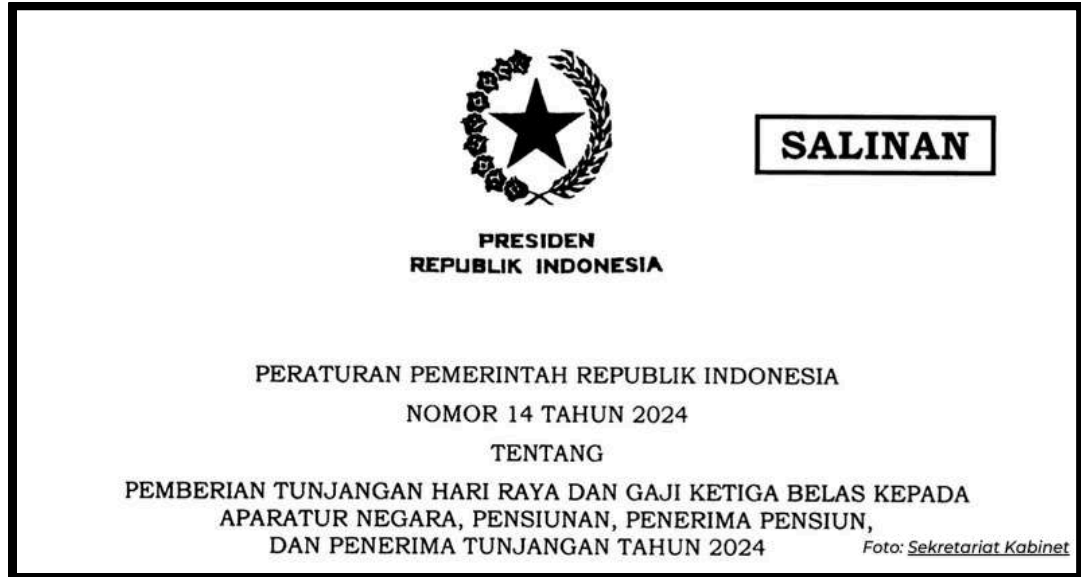 SALINAN
PRESIDEN
REPUBLIK INDONESIA
PERATURAN PEMERINTAH REPUBLIK INDONESIA
NOMOR 14 TAHUN 2024
TENTANG
PEMBERIAN TUNJANGAN HARI RAYA DAN GAJI KETIGA BELAS KEPADA
APARATUR NEGARA, PENSIUNAN, PENERIMA PENSIUN,
DAN PENERIMA TUNJANGAN TAHUN 2024
Foto: Sekretariat Kabinet